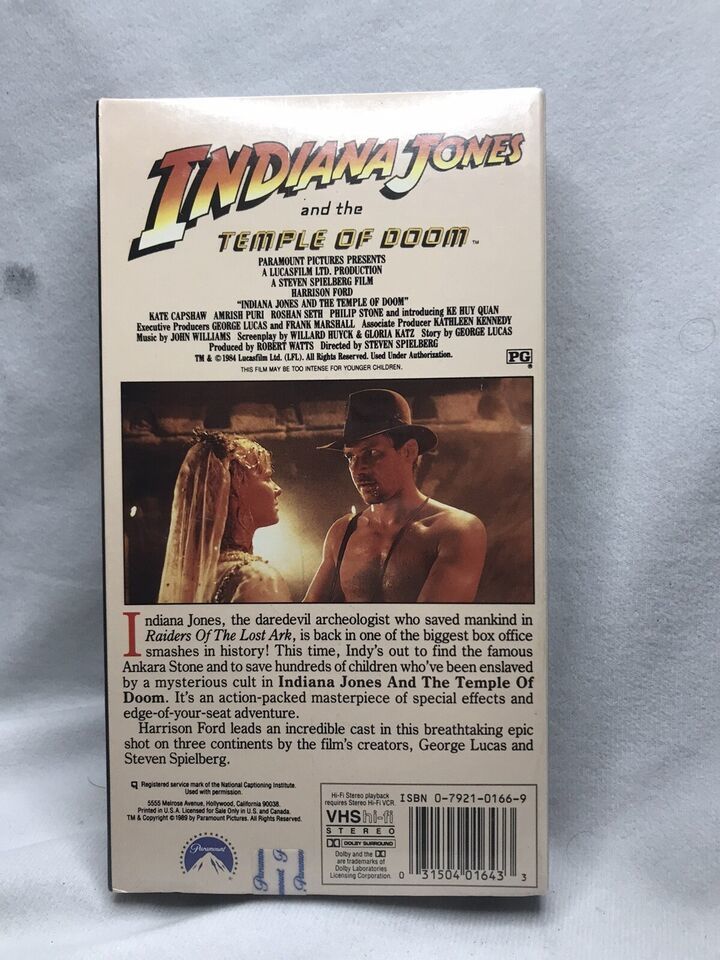 INDIANA JONES
and the
TEMPLE OF DOOM ™
PARAMOUNT PICTURES PRESENTS
A LUCASFILM LTD. PRODUCTION
A STEVEN SPIELBERG FILM
HARRISON FORD
"INDIANA JONES AND THE TEMPLE OF DOOM"
KATE CAPSHAW AMRISH PURI ROSHAN SETH PHILIP STONE and introducing KE HUY QUAN
Executive Producers GEORGE LUCAS and FRANK MARSHALL Associate Producer KATHLEEN KENNEDY
Music by JOHN WILLIAMS Screenplay by WILLARD HUYCK & GLORIA KATZ Story by GEORGE LUCAS
Produced by ROBERT WATTS Directed by STEVEN SPIELBERG
TM & © 1984 Lucasfilm Ltd. (LFL). All Rights Reserved. Used Under Authorization.
PG ®
THIS FILM MAY BE TOO INTENSE FOR YOUNGER CHILDREN.
Indiana Jones, the daredevil archeologist who saved mankind in
Raiders Of The Lost Ark, is back in one of the biggest box office
smashes in history! This time, Indy's out to find the famous
Ankara Stone and to save hundreds of children who've been enslaved
by a mysterious cult in Indiana Jones And The Temple Of
Doom. It's an action-packed masterpiece of special effects and
edge-of-your-seat adventure.
Harrison Ford leads an incredible cast in this breathtaking epic
shot on three continents by the film's creators, George Lucas and
Steven Spielberg.
Registered service mark of the National Captioning Institute.
Used with permission.
5555 Melrose Avenue, Hollywood, California 90038.
Printed in U.S.A. Licensed for Sale Only in U.S. and Canada.
TM & Copyright © 1989 by Paramount Pictures. All Rights Reserved.
Paramount
Hi-Fi Stereo playback
requires Stereo Hi-Fi VCR.
VHS hi-fi
STEREO
DOLBY SURROUND
Dolby and the
are trademarks of
Dolby Laboratories
Licensing Corporation.
ISBN 0-7921-0166-9
0 31504 01643 3